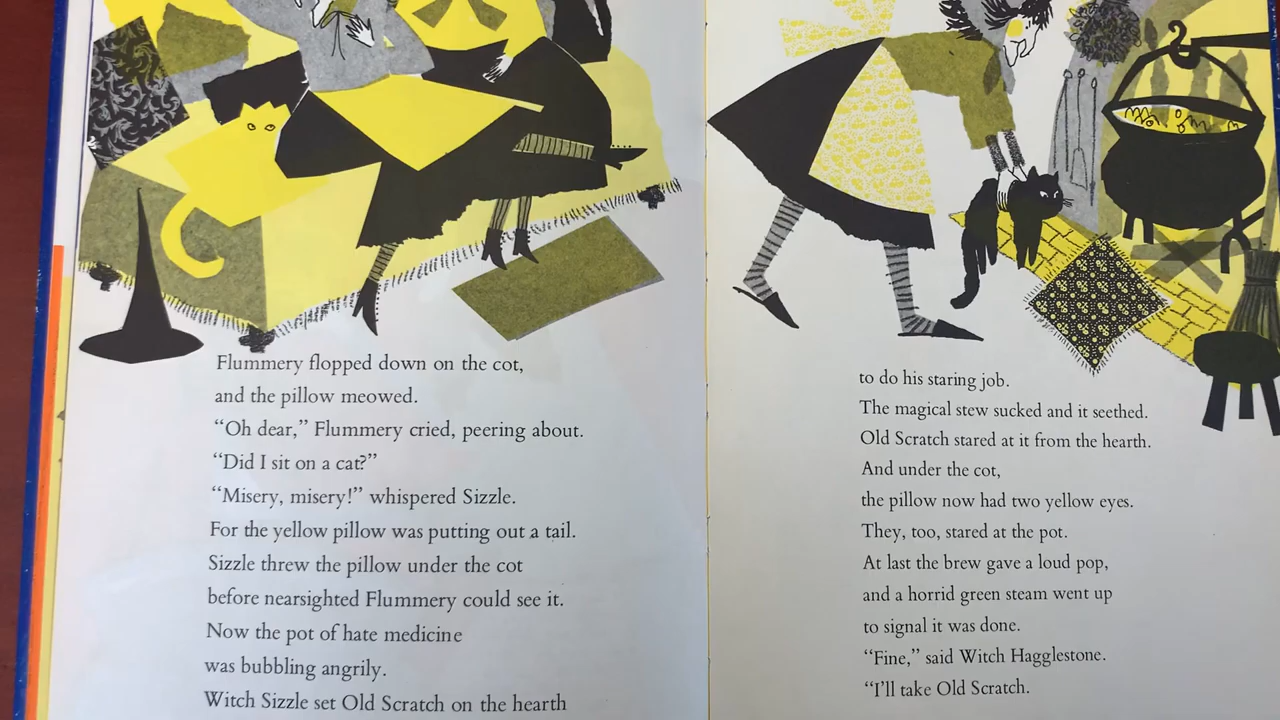 Flummery flopped down on the cot,
and the pillow meowed.
“Oh dear,” Flummery cried, peering about.
“Did I sit on a cat?”
“Misery, misery!” whispered Sizzle.
For the yellow pillow was putting out a tail.
Sizzle threw the pillow under the cot
before nearsighted Flummery could see it.
Now the pot of hate medicine
was bubbling angrily.
Witch Sizzle set Old Scratch on the hearth
to do his staring job.
The magical stew sucked and it seethed.
Old Scratch stared at it from the hearth.
And under the cot,
the pillow now had two yellow eyes.
They, too, stared at the pot.
At last the brew gave a loud pop,
and a horrid green steam went up
to signal it was done.
“Fine,” said Witch Hagglestone.
“I’ll take Old Scratch.